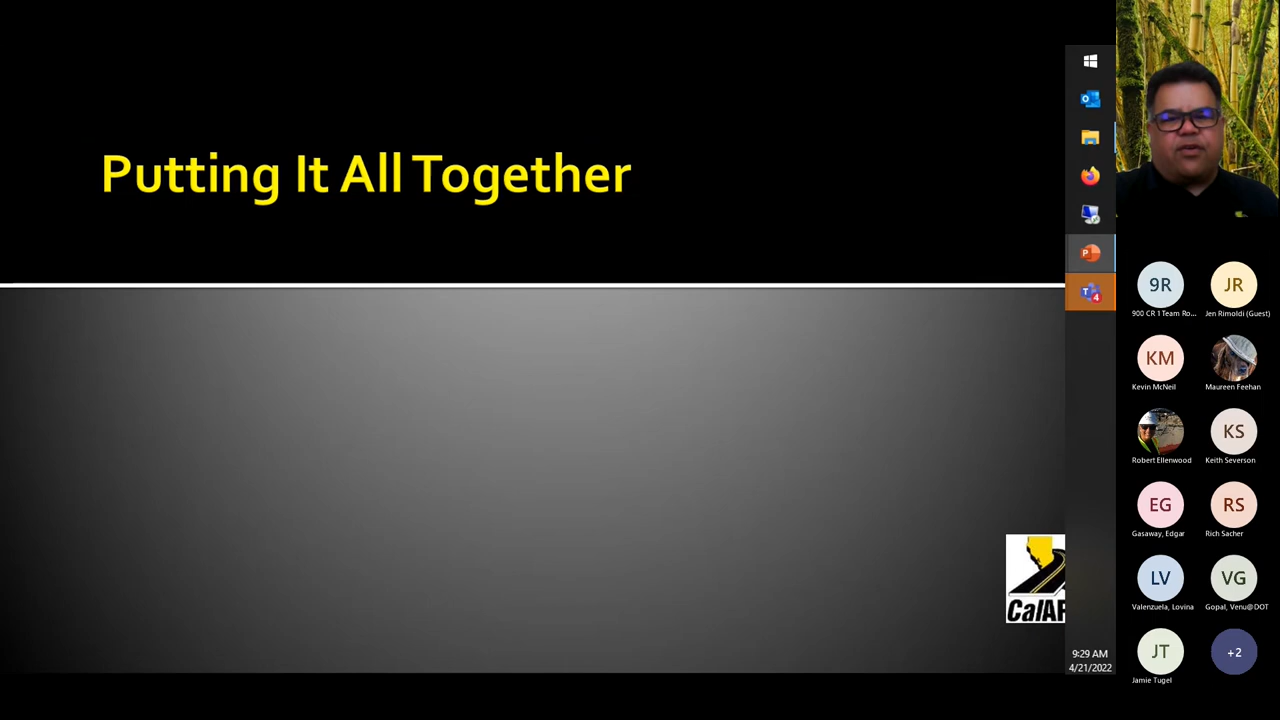 Putting It All Together
CalAP
9:29 AM
4/21/2022
9R
900 CR 1 Team Ro...
JR
Jen Rimoldi (Guest)
KM
Kevin McNeil
Maureen Feehan
Robert Ellenwood
KS
Keith Severson
EG
Gasaway, Edgar
RS
Rich Sacher
LV
Valenzuela, Lovina
VG
Gopal, Venu@DOT
JT
Jamie Tugel
+2
O
P
T
4